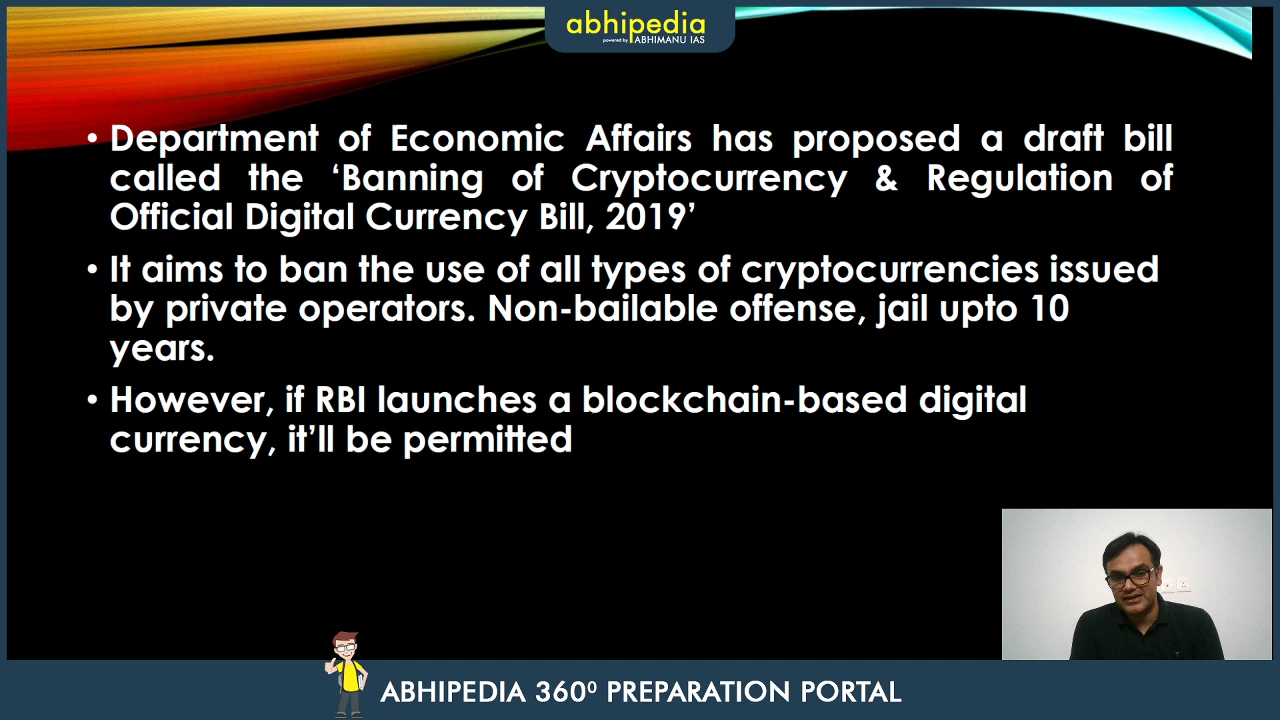 abhipedia
powered by ABHIMANU IAS
• Department of Economic Affairs has proposed a draft bill
called the ‘Banning of Cryptocurrency & Regulation of
Official Digital Currency Bill, 2019’
• It aims to ban the use of all types of cryptocurrencies issued
by private operators. Non-bailable offense, jail upto 10
years.
• However, if RBI launches a blockchain-based digital
currency, it’ll be permitted
ABHIPEDIA 360⁰ PREPARATION PORTAL